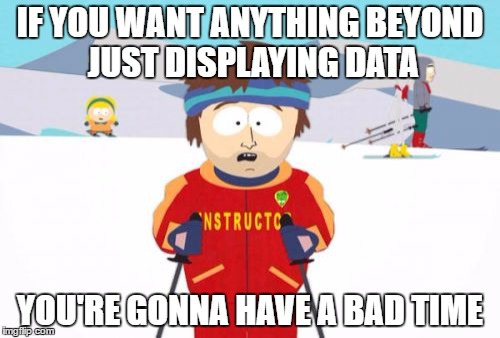 IF YOU WANT ANYTHING BEYOND
JUST DISPLAYING DATA
INSTRUCTO
YOU'RE GONNA HAVE A BAD TIME
imgflip.com